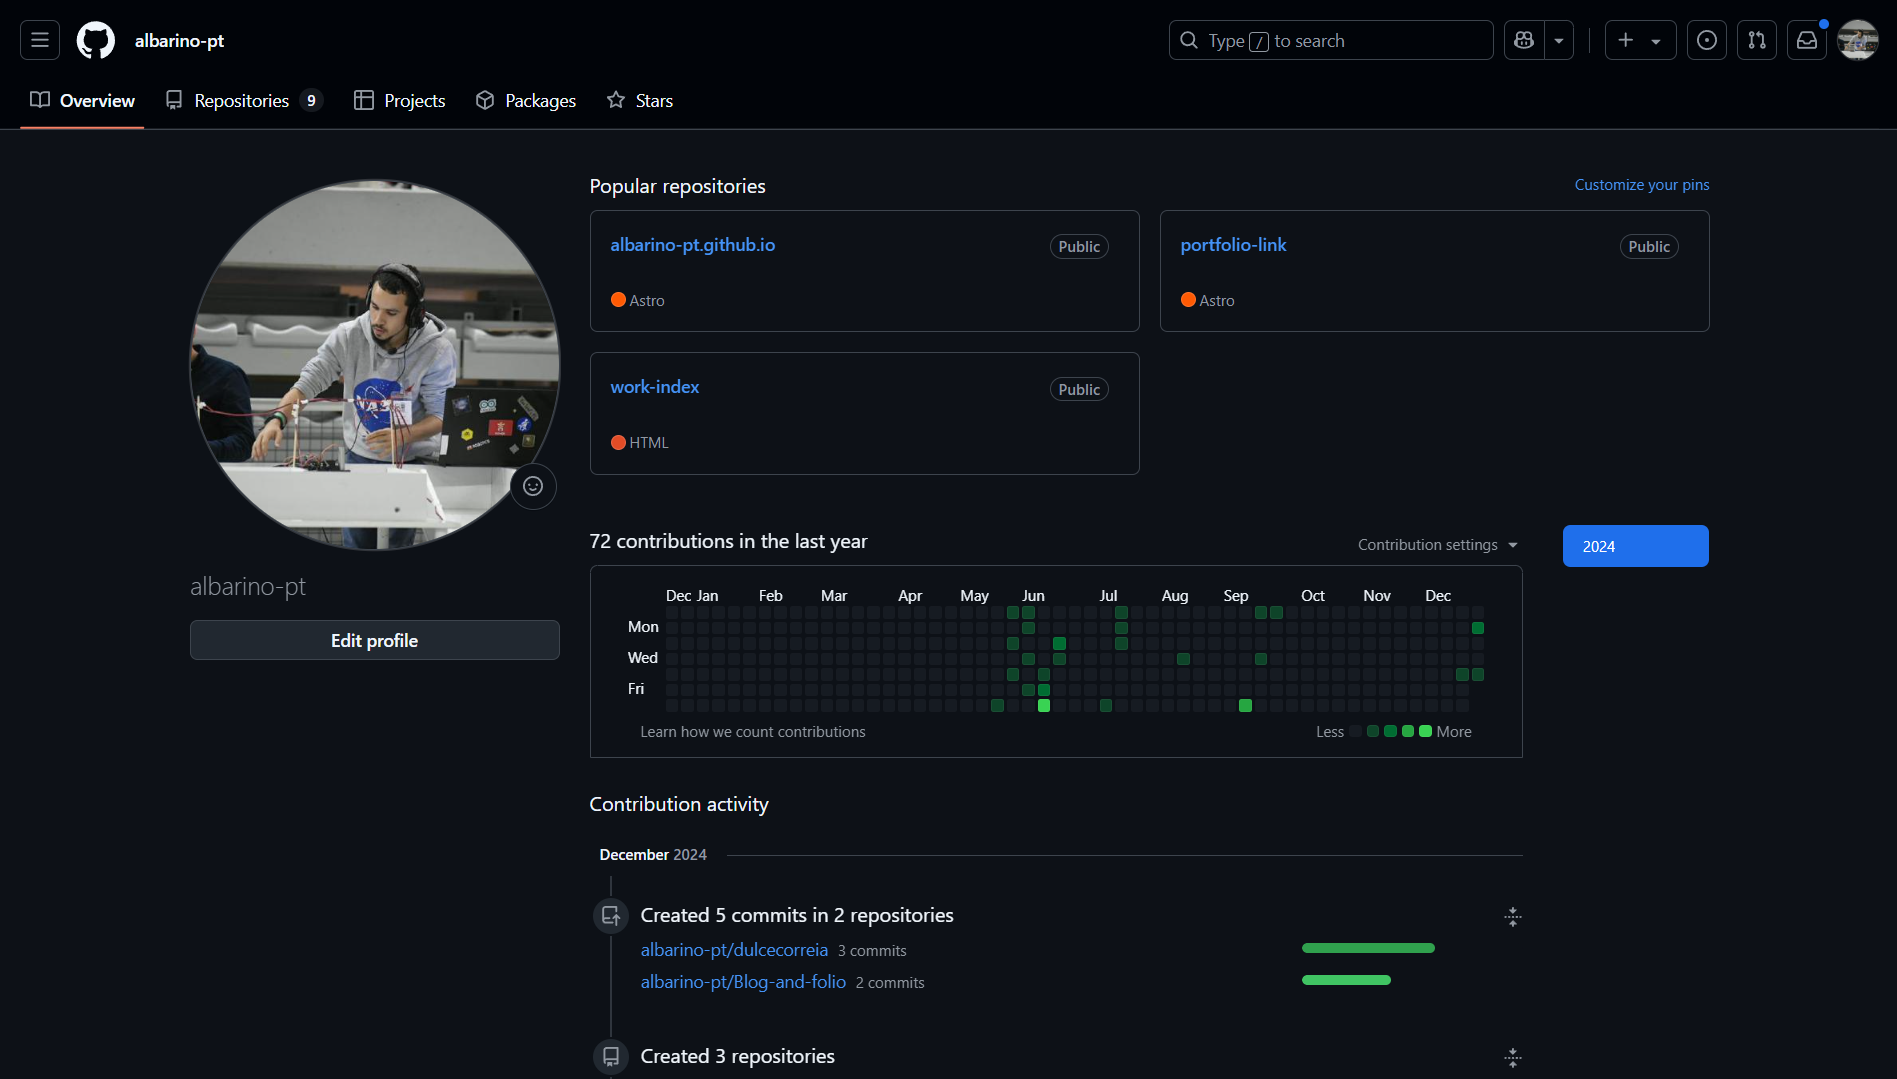 albarino-pt
Type / to search
Overview
Repositories 9
Projects
Packages
Stars
Popular repositories
Customize your pins
albarino-pt.github.io
Public
Astro
portfolio-link
Public
Astro
work-index
Public
HTML
albarino-pt
Edit profile
72 contributions in the last year
Contribution settings
2024
Dec Jan Feb Mar Apr May Jun Jul Aug Sep Oct Nov Dec
Mon
Wed
Fri
Learn how we count contributions
Less More
Contribution activity
December 2024
Created 5 commits in 2 repositories
albarino-pt/dulcecorreia 3 commits
albarino-pt/Blog-and-folio 2 commits
Created 3 repositories